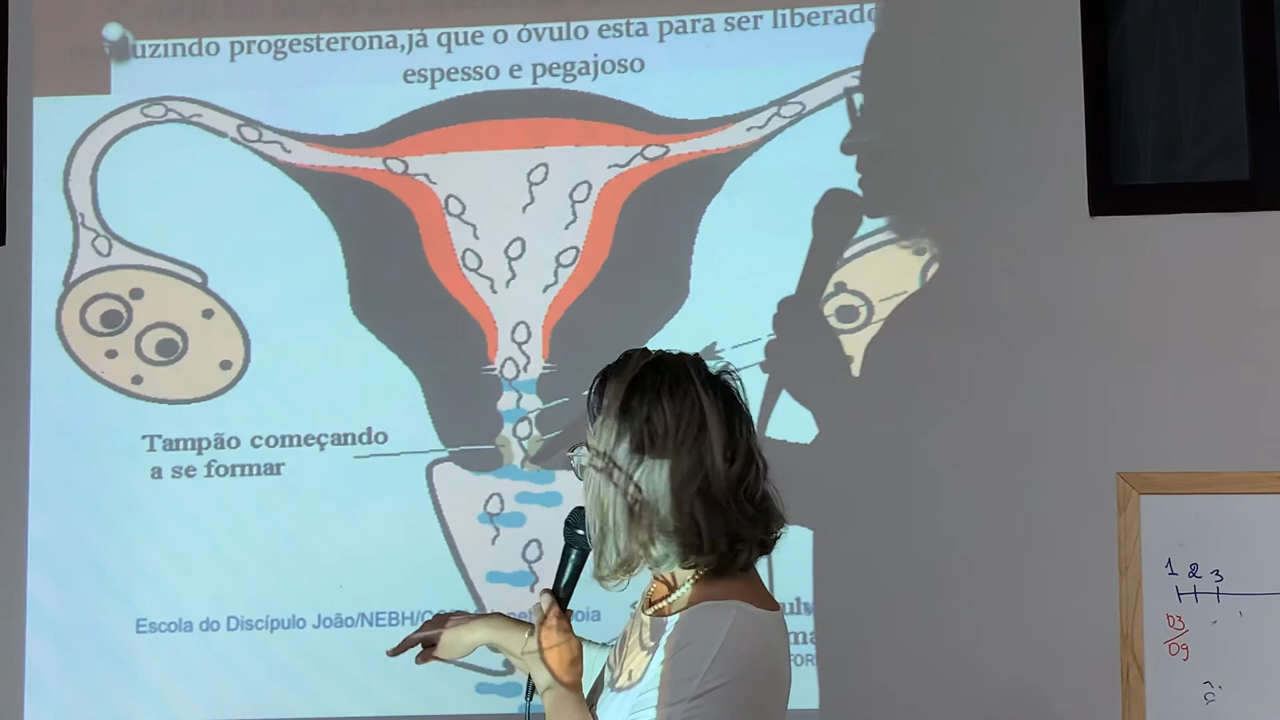 uzindo progesterona,já que o óvulo esta para ser liberado
espesso e pegajoso
Tampão começando
a se formar
Escola do Discípulo João/NEBH/
1 2 3
03
09